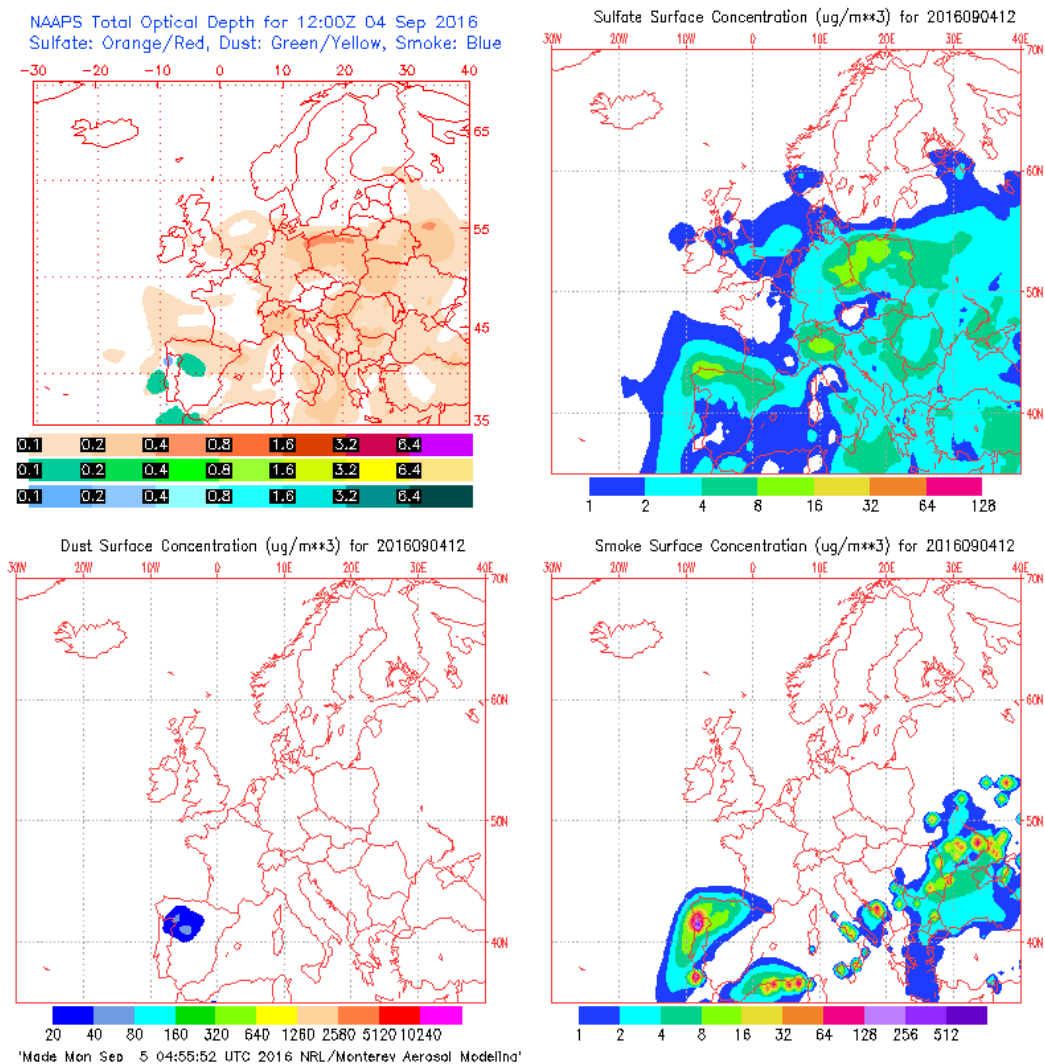 NAAPS Total Optical Depth for 12:00Z 04 Sep 2016
Sulfate: Orange/Red, Dust: Green/Yellow, Smoke: Blue
-30 -20 -10 0 10 20 30 40
65
55
45
35
0.1 0.2 0.4 0.8 1.6 3.2 6.4
0.1 0.2 0.4 0.8 1.6 3.2 6.4
0.1 0.2 0.4 0.8 1.6 3.2 6.4
Sulfate Surface Concentration (ug/m**3) for 2016090412
30W 20W 10W 0 10E 20E 30E 40E
70N
60N
50N
40N
1 2 4 8 16 32 64 128
Dust Surface Concentration (ug/m**3) for 2016090412
30W 20W 10W 0 10E 20E 30E 40E
70N
60N
50N
40N
20 40 80 160 320 640 1280 2560 5120 10240
Smoke Surface Concentration (ug/m**3) for 2016090412
30W 20W 10W 0 10E 20E 30E 40E
70N
60N
50N
40N
1 2 4 8 16 32 64 128 256 512
'Made Mon Sep 5 04:55:52 UTC 2016 NRL/Monterey Aerosol Modeling'